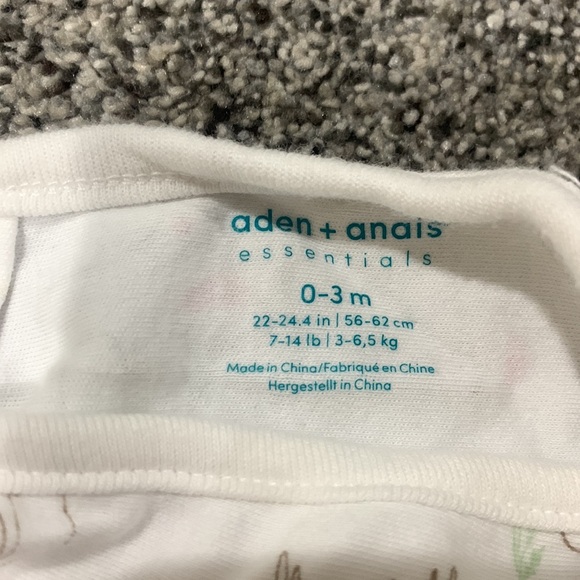 aden + anais
essentials
0-3 m
22-24.4 in | 56-62 cm
7-14 lb | 3-6,5 kg
Made in China/Fabriqué en Chine
Hergestellt in China